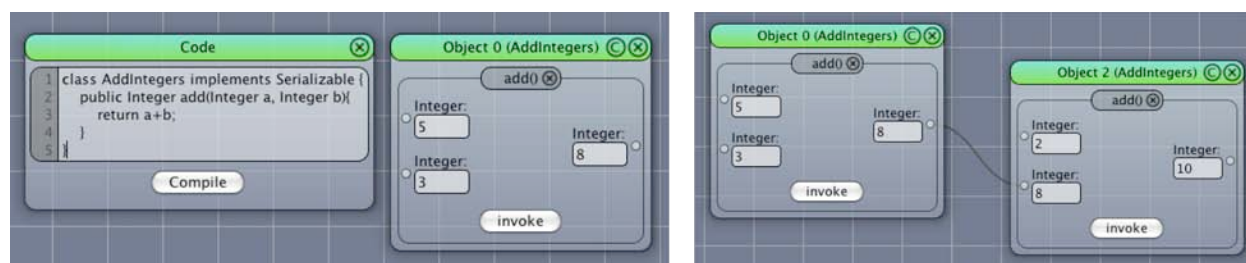 Code
1 class AddIntegers implements Serializable {
2 public Integer add(Integer a, Integer b){
3 return a+b;
4 }
5 }
Compile
Object 0 (AddIntegers) C
add()
Integer:
5
Integer:
3
Integer:
8
invoke
Object 0 (AddIntegers) C
add()
Integer:
5
Integer:
3
Integer:
8
invoke
Object 2 (AddIntegers) C
add()
Integer:
2
Integer:
8
Integer:
10
invoke